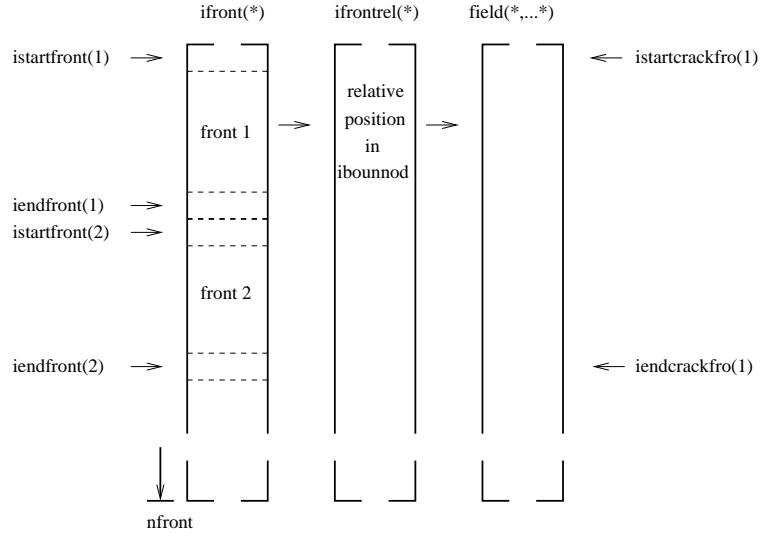 ifront(*) ifrontrel(*) field(*,...*)
istartfront(1) istartcrackfro(1)
relative
front 1 position
in
ibounnod
iendfront(1)
istartfront(2)
front 2
iendfront(2) iendcrackfro(1)
nfront